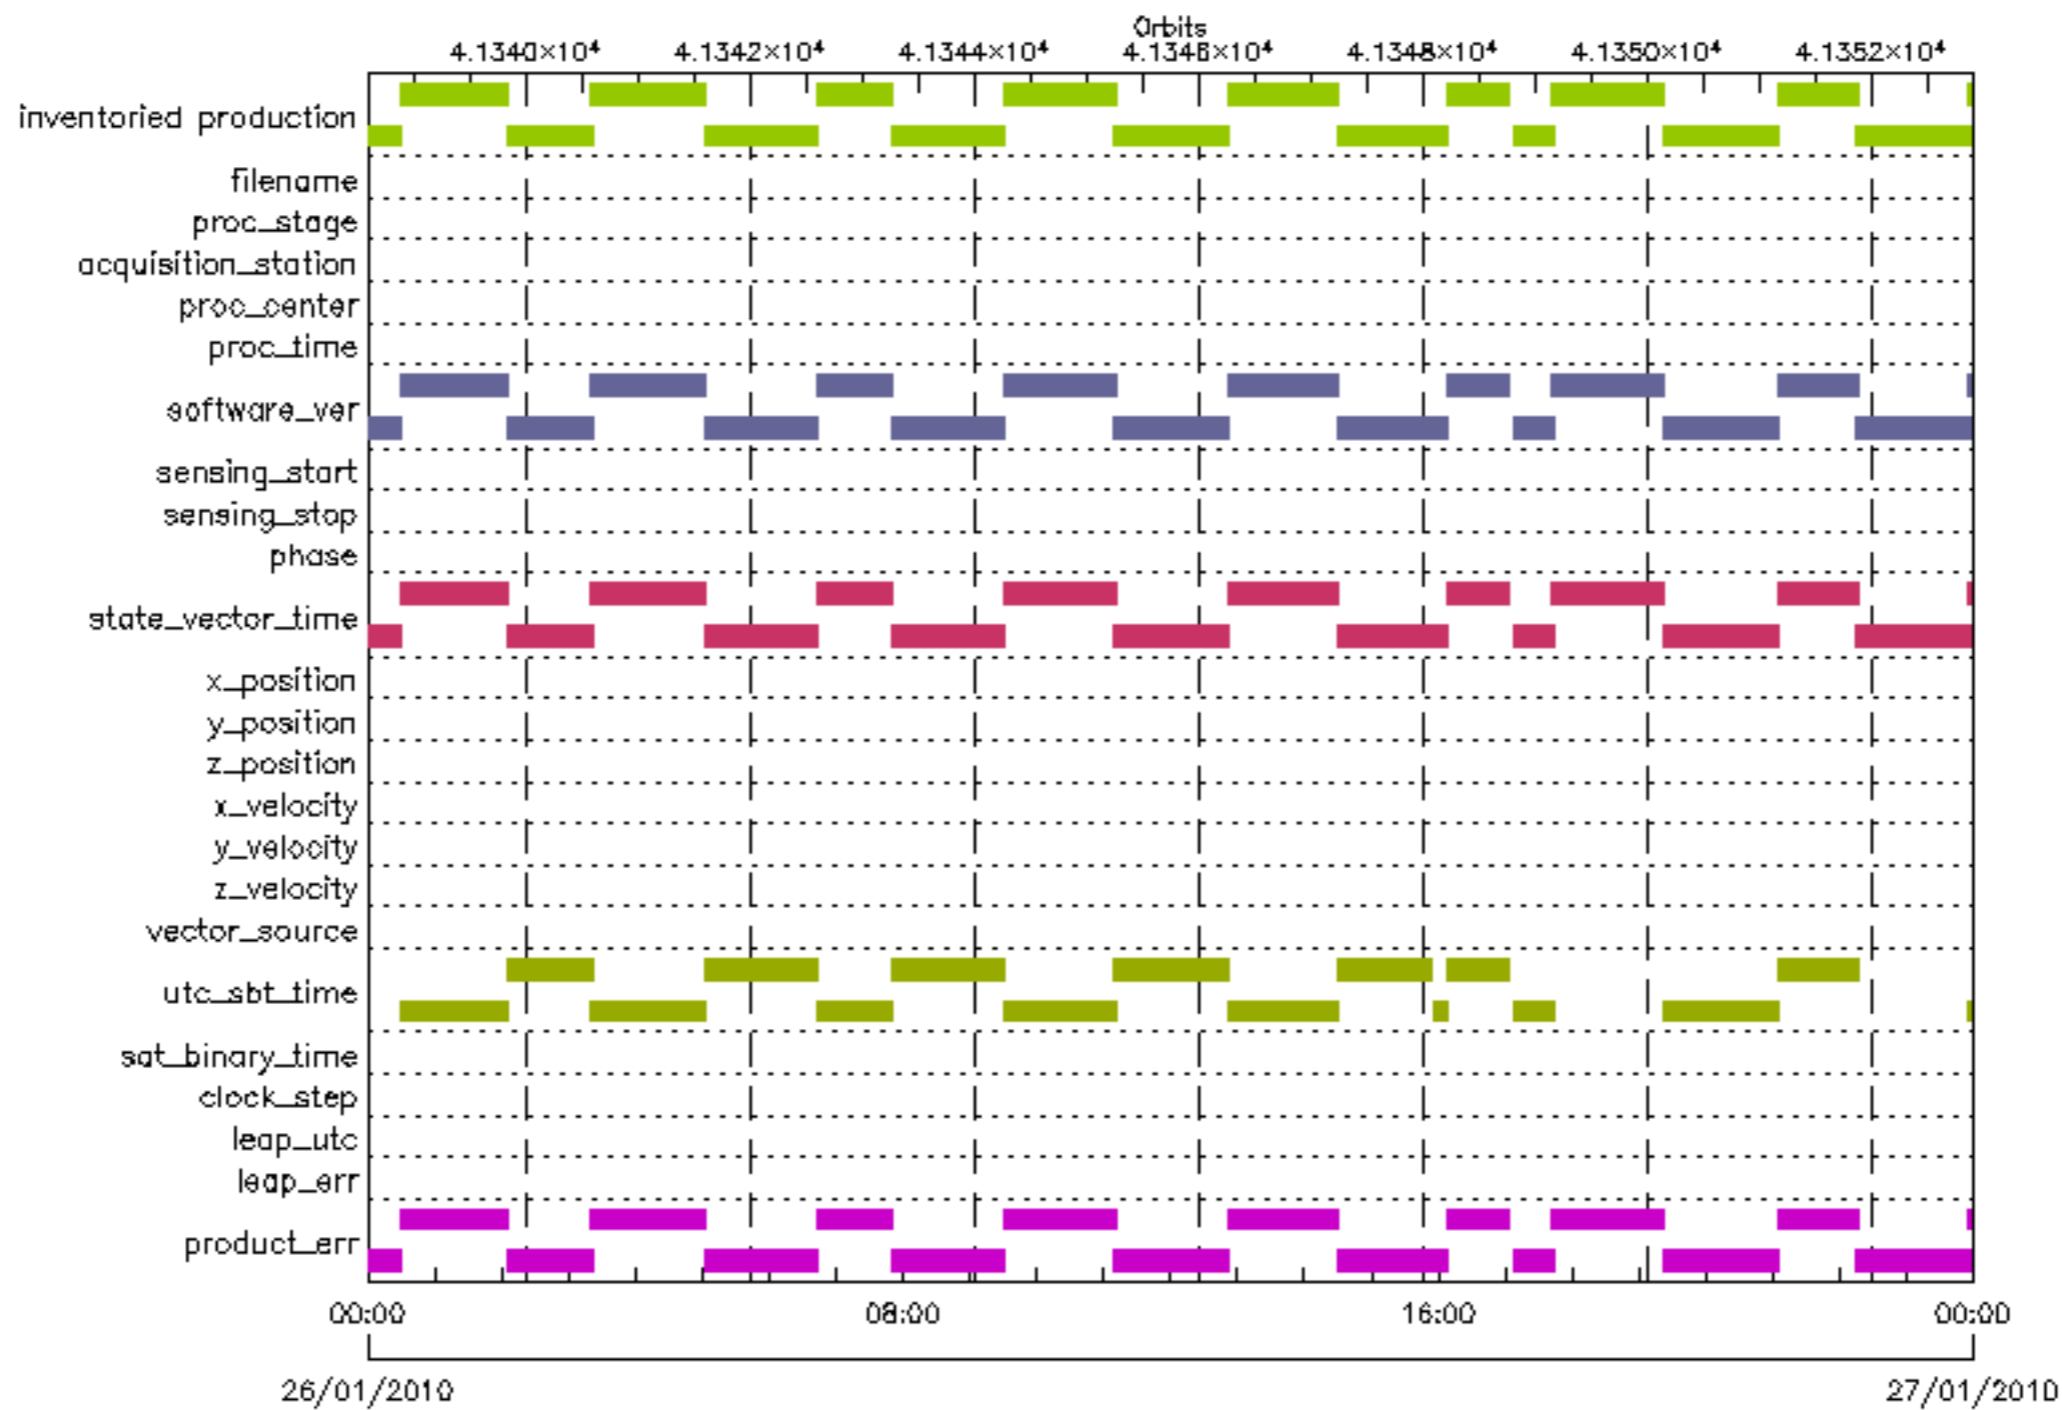 Orbits
4.1340×10⁴ 4.1342×10⁴ 4.1344×10⁴ 4.1346×10⁴ 4.1348×10⁴ 4.1350×10⁴ 4.1352×10⁴
inventoried production
filename
proc_stage
acquisition_station
proc_center
proc_time
software_ver
sensing_start
sensing_stop
phase
state_vector_time
x_position
y_position
z_position
x_velocity
y_velocity
z_velocity
vector_source
utc_sbt_time
sat_binary_time
clock_step
leap_utc
leap_err
product_err
00:00 08:00 16:00 00:00
26/01/2010 27/01/2010